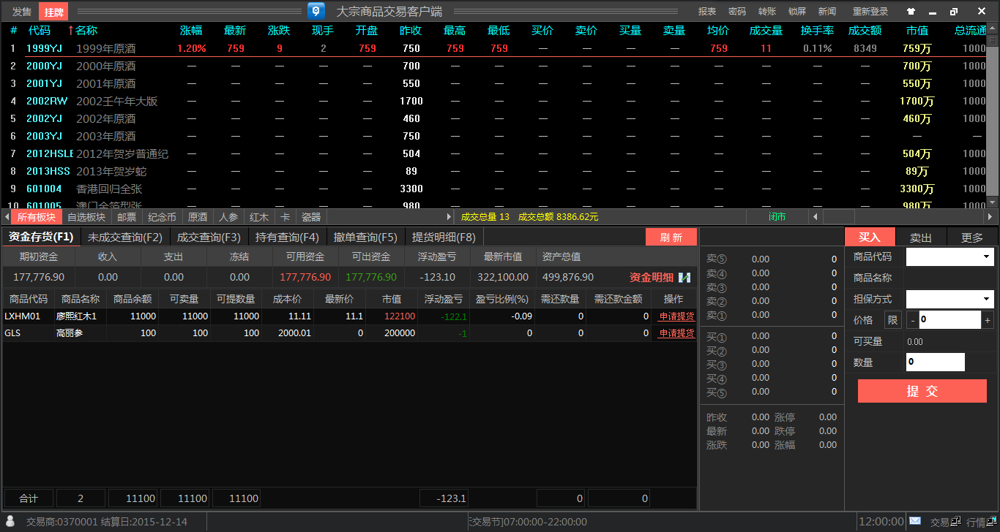 发售 挂牌 大宗商品交易客户端 报表 密码 转账 锁屏 新闻 重新登录
# 代码 ↑名称 涨幅 最新 涨跌 现手 开盘 昨收 最高 最低 买价 卖价 买量 卖量 均价 成交量 换手率 成交额 市值 总流通
1 1999YJ 1999年原酒 1.20% 759 9 2 759 750 759 759 — — — — 759 11 0.11% 8349 759万 1000
2 2000YJ 2000年原酒 — — — — — 700 — — — — — — — — — — 700万 1000
3 2001YJ 2001年原酒 — — — — — 550 — — — — — — — — — — 550万 1000
4 2002RW 2002壬午年大版 — — — — — 1700 — — — — — — — — — — 1700万 1000
5 2002YJ 2002年原酒 — — — — — 460 — — — — — — — — — — 460万 1000
6 2003YJ 2003年原酒 — — — — — 750 — — — — — — — — — — — —
7 2012HSLE 2012年贺岁普通纪 — — — — — 504 — — — — — — — — — — 504万 1000
8 2013HSS 2013年贺岁蛇 — — — — — 89 — — — — — — — — — — 89万 1000
9 601004 香港回归全张 — — — — — 3300 — — — — — — — — — — 3300万 1000
10 601005 澳门金箔型张 — — — — — 980 — — — — — — — — — — 980万 1000
所有板块 自选板块 邮票 纪念币 原酒 人参 红木 卡 瓷器 成交总量 13 成交总额 8386.62元 闭市
资金存货(F1) 未成交查询(F2) 成交查询(F3) 持有查询(F4) 撤单查询(F5) 提货明细(F8) 刷 新
期初资金 收入 支出 冻结 可用资金 可出资金 浮动盈亏 最新市值 资产总值
177,776.90 0.00 0.00 0.00 177,776.90 177,776.90 -123.10 322,100.00 499,876.90 资金明细
商品代码 商品名称 商品余额 可卖量 可提数量 成本价 最新价 市值 浮动盈亏 盈亏比例(%) 需还款量 需还款金额 操作
LXHM01 廖熙红木1 11000 11000 11000 11.11 11.1 122100 -122.1 -0.09 0 0 申请提货
GLS 高丽参 100 100 100 2000.01 0 200000 -1 0 0 0 申请提货
合计 2 11100 11100 11100 -123.1 0 0
卖⑤ 0.00 0
卖④ 0.00 0
卖③ 0.00 0
卖② 0.00 0
卖① 0.00 0
买① 0.00 0
买② 0.00 0
买③ 0.00 0
买④ 0.00 0
买⑤ 0.00 0
昨收 0.00 涨停 0.00
最新 0.00 跌停 0.00
涨跌 0.00 涨幅 0.00
买入 卖出 更多
商品代码
商品名称
担保方式
价格 限 - 0 +
可买量 0.00
数量 0
提 交
交易商:0370001 结算日:2015-12-14 交易节]07:00:00-22:00:00 12:00:00 交易 行情